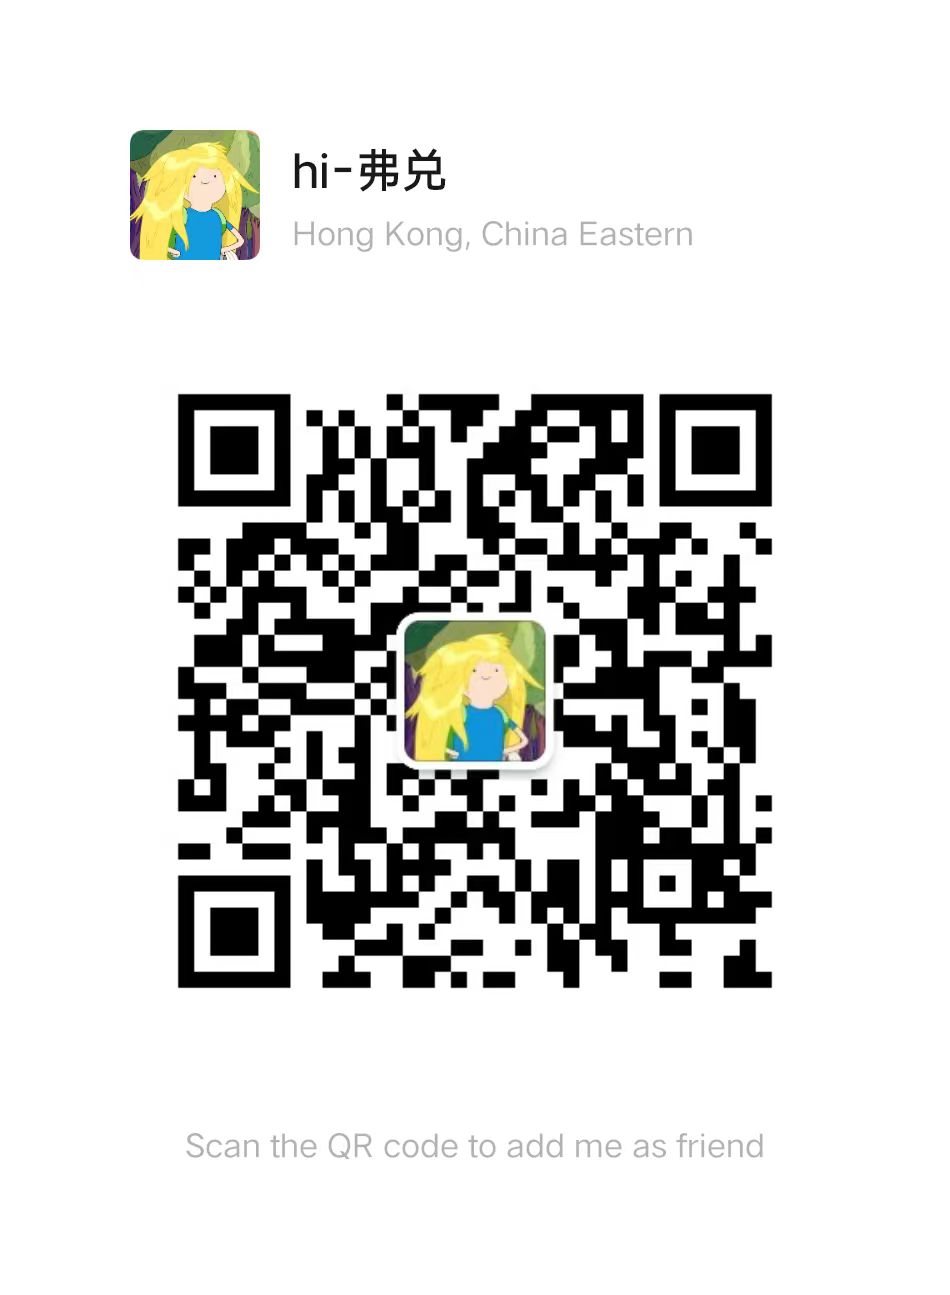 hi-弗兑
Hong Kong, China Eastern
Scan the QR code to add me as friend